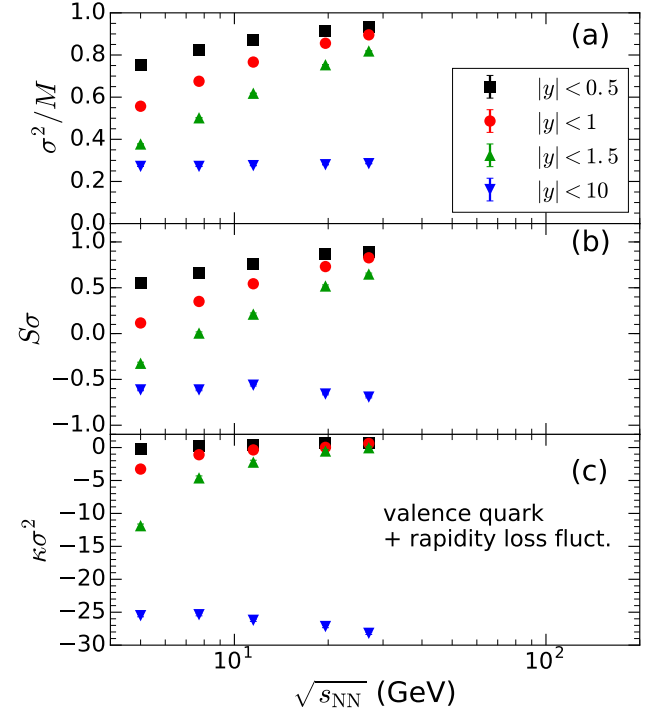 1.0
0.8
0.6
0.4
0.2
0.0
σ²/M
(a)
|y| < 0.5
|y| < 1
|y| < 1.5
|y| < 10
1.0
0.5
0.0
−0.5
−1.0
Sσ
(b)
0
−5
−10
−15
−20
−25
−30
κσ²
(c)
valence quark
+ rapidity loss fluct.
10¹
10²
√sNN (GeV)